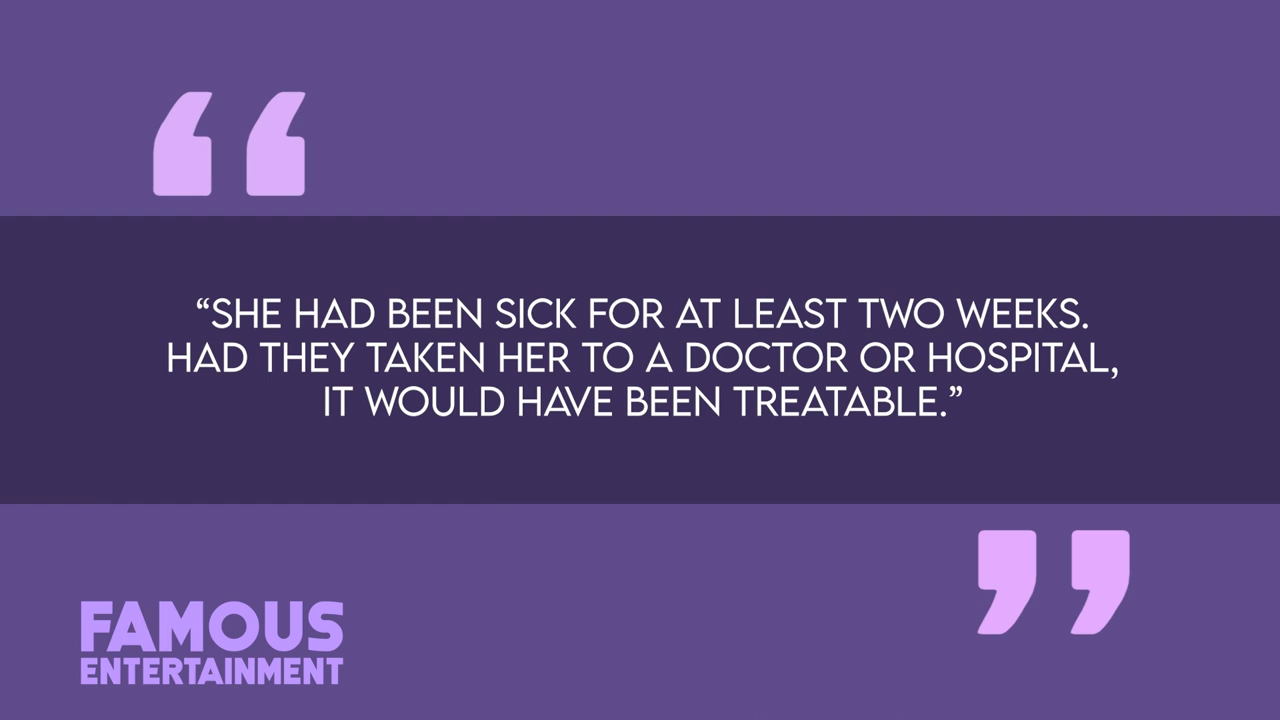 “SHE HAD BEEN SICK FOR AT LEAST TWO WEEKS.
HAD THEY TAKEN HER TO A DOCTOR OR HOSPITAL,
IT WOULD HAVE BEEN TREATABLE.”
FAMOUS
ENTERTAINMENT